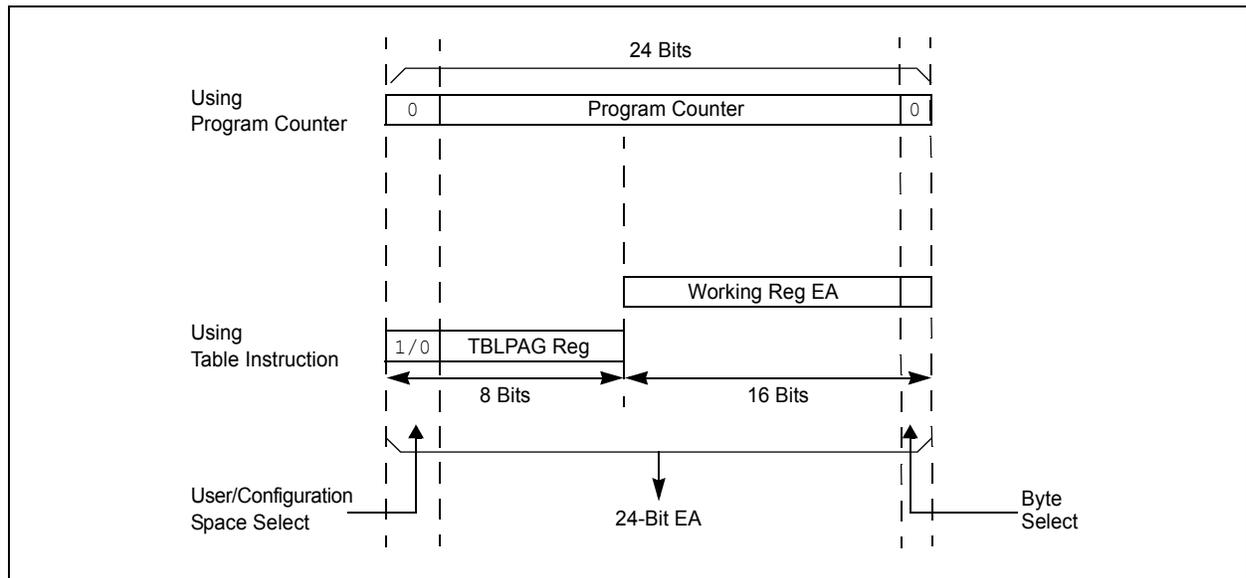 24 Bits
Using
Program Counter
0
Program Counter
0
Working Reg EA
Using
Table Instruction
1/0
TBLPAG Reg
8 Bits
16 Bits
User/Configuration
Space Select
24-Bit EA
Byte
Select